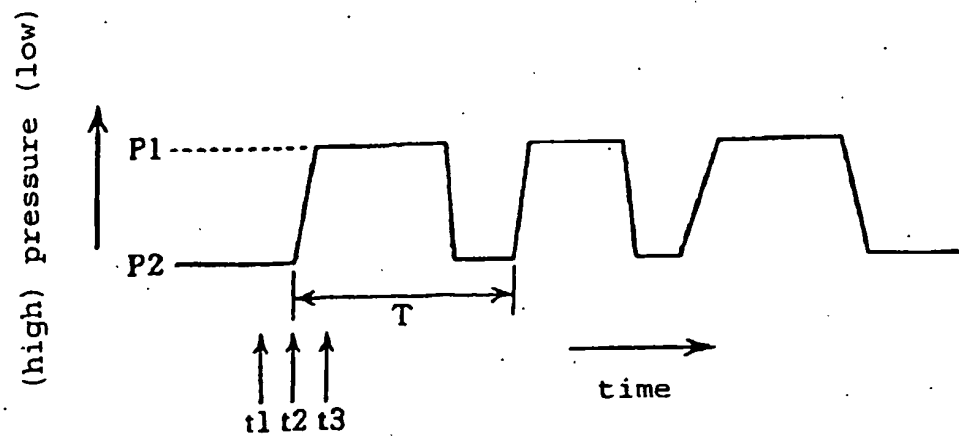 (high) pressure (low)
P1
P2
T
t1 t2 t3
time